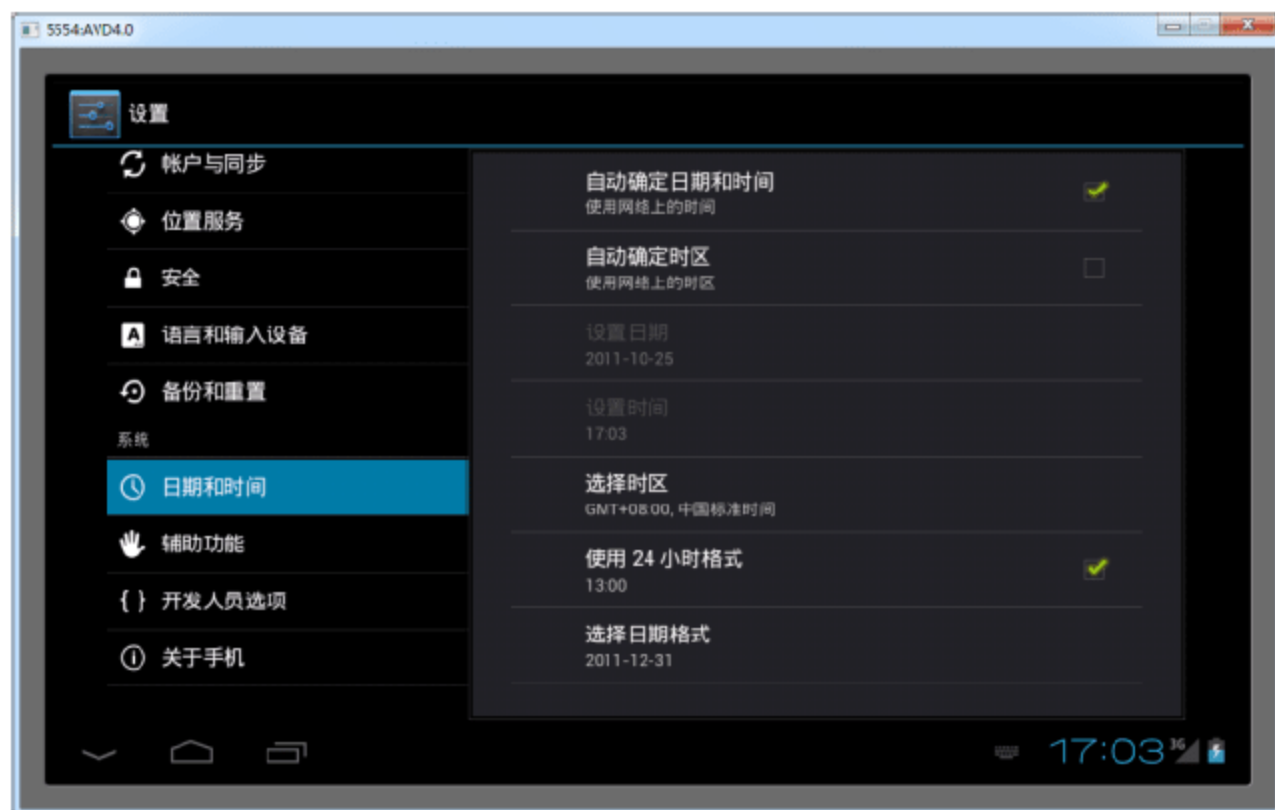 5554:AVD4.0
设置
帐户与同步
位置服务
安全
语言和输入设备
备份和重置
系统
日期和时间
辅助功能
{ } 开发人员选项
关于手机
自动确定日期和时间
使用网络上的时间
自动确定时区
使用网络上的时区
设置日期
2011-10-25
设置时间
17:03
选择时区
GMT+08:00, 中国标准时间
使用 24 小时格式
13:00
选择日期格式
2011-12-31
17:03 3G